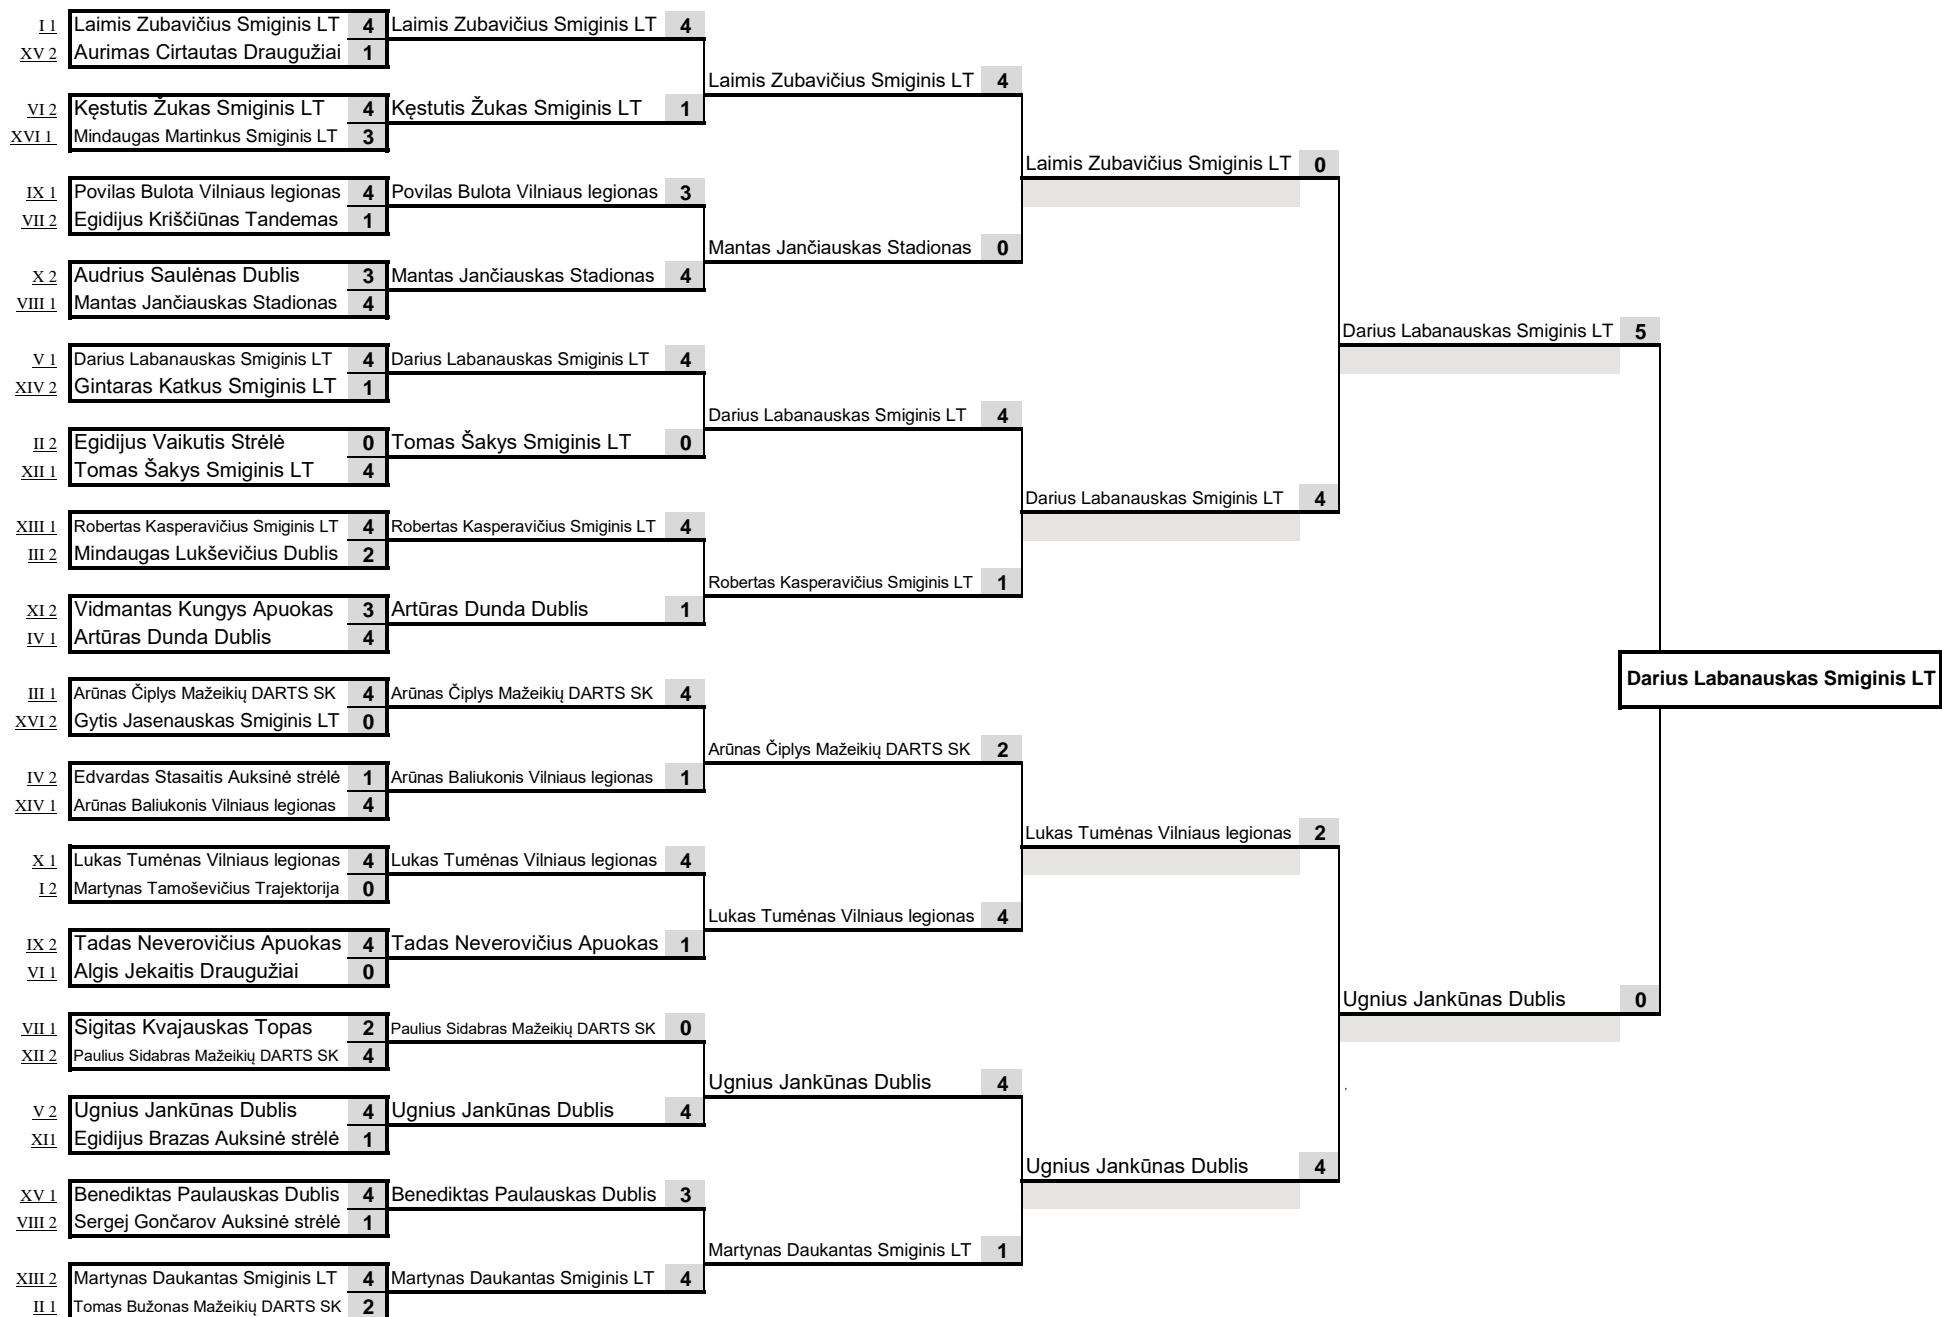 I 1 Laimis Zubavičius Smiginis LT 4 Laimis Zubavičius Smiginis LT 4
XV 2 Aurimas Cirtautas Draugužiai 1
Laimis Zubavičius Smiginis LT 4
VI 2 Kęstutis Žukas Smiginis LT 4 Kęstutis Žukas Smiginis LT 1
XVI 1 Mindaugas Martinkus Smiginis LT 3
Laimis Zubavičius Smiginis LT 0
IX 1 Povilas Bulota Vilniaus legionas 4 Povilas Bulota Vilniaus legionas 3
VII 2 Egidijus Kriščiūnas Tandemas 1
Mantas Jančiauskas Stadionas 0
X 2 Audrius Saulėnas Dublis 3 Mantas Jančiauskas Stadionas 4
VIII 1 Mantas Jančiauskas Stadionas 4
Darius Labanauskas Smiginis LT 5
V 1 Darius Labanauskas Smiginis LT 4 Darius Labanauskas Smiginis LT 4
XIV 2 Gintaras Katkus Smiginis LT 1
Darius Labanauskas Smiginis LT 4
II 2 Egidijus Vaikutis Strėlė 0 Tomas Šakys Smiginis LT 0
XII 1 Tomas Šakys Smiginis LT 4
Darius Labanauskas Smiginis LT 4
XIII 1 Robertas Kasperavičius Smiginis LT 4 Robertas Kasperavičius Smiginis LT 4
III 2 Mindaugas Lukševičius Dublis 2
Robertas Kasperavičius Smiginis LT 1
XI 2 Vidmantas Kungys Apuokas 3 Artūras Dunda Dublis 1
IV 1 Artūras Dunda Dublis 4
Darius Labanauskas Smiginis LT
III 1 Arūnas Čiplys Mažeikių DARTS SK 4 Arūnas Čiplys Mažeikių DARTS SK 4
XVI 2 Gytis Jasenauskas Smiginis LT 0
Arūnas Čiplys Mažeikių DARTS SK 2
IV 2 Edvardas Stasaitis Auksinė strėlė 1 Arūnas Baliukonis Vilniaus legionas 1
XIV 1 Arūnas Baliukonis Vilniaus legionas 4
Lukas Tumėnas Vilniaus legionas 2
X 1 Lukas Tumėnas Vilniaus legionas 4 Lukas Tumėnas Vilniaus legionas 4
I 2 Martynas Tamoševičius Trajektorija 0
Lukas Tumėnas Vilniaus legionas 4
IX 2 Tadas Neverovičius Apuokas 4 Tadas Neverovičius Apuokas 1
VI 1 Algis Jekaitis Draugužiai 0
Ugnius Jankūnas Dublis 0
VII 1 Sigitas Kvajauskas Topas 2 Paulius Sidabras Mažeikių DARTS SK 0
XII 2 Paulius Sidabras Mažeikių DARTS SK 4
Ugnius Jankūnas Dublis 4
V 2 Ugnius Jankūnas Dublis 4 Ugnius Jankūnas Dublis 4
XI1 Egidijus Brazas Auksinė strėlė 1
Ugnius Jankūnas Dublis 4
XV 1 Benediktas Paulauskas Dublis 4 Benediktas Paulauskas Dublis 3
VIII 2 Sergej Gončarov Auksinė strėlė 1
Martynas Daukantas Smiginis LT 1
XIII 2 Martynas Daukantas Smiginis LT 4 Martynas Daukantas Smiginis LT 4
II 1 Tomas Bužonas Mažeikių DARTS SK 2